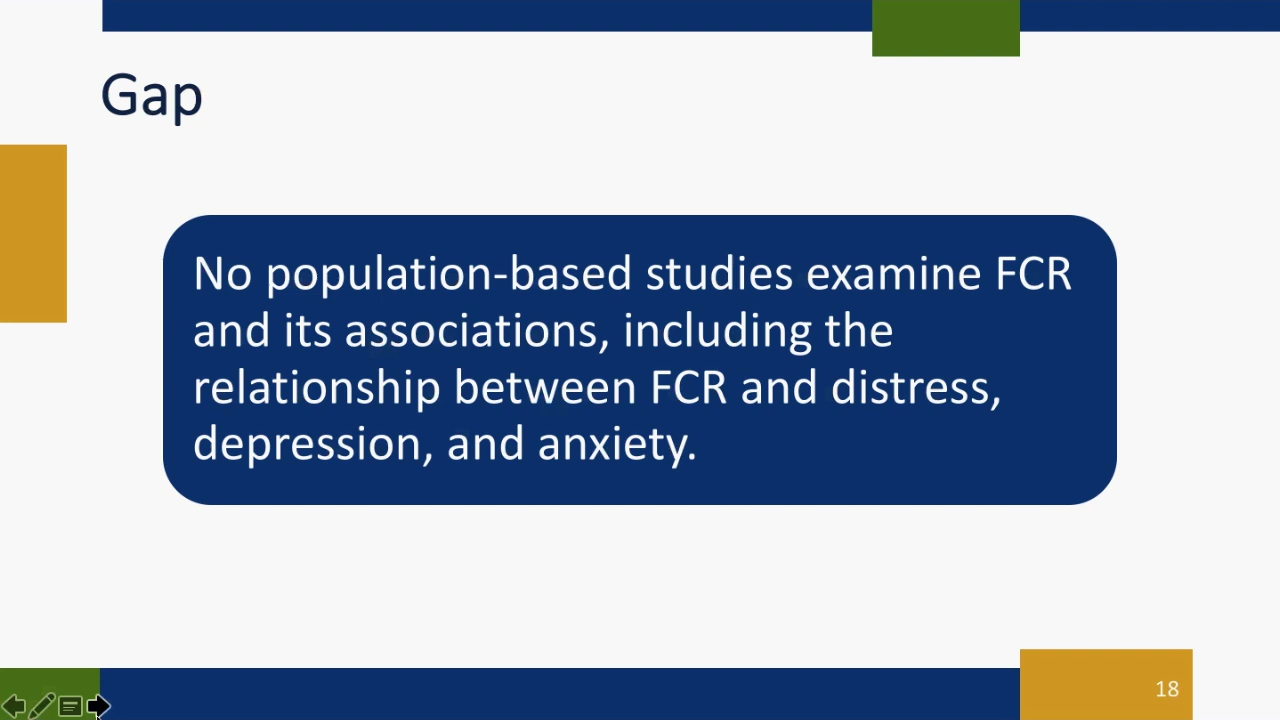 Gap
No population-based studies examine FCR
and its associations, including the
relationship between FCR and distress,
depression, and anxiety.
18